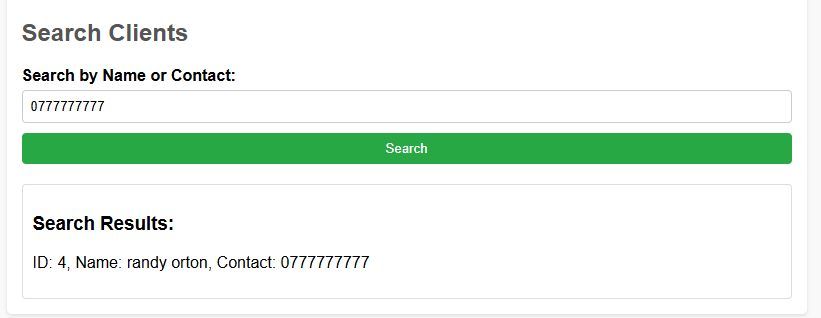 Search Clients
Search by Name or Contact:
0777777777
Search
Search Results:
ID: 4, Name: randy orton, Contact: 0777777777